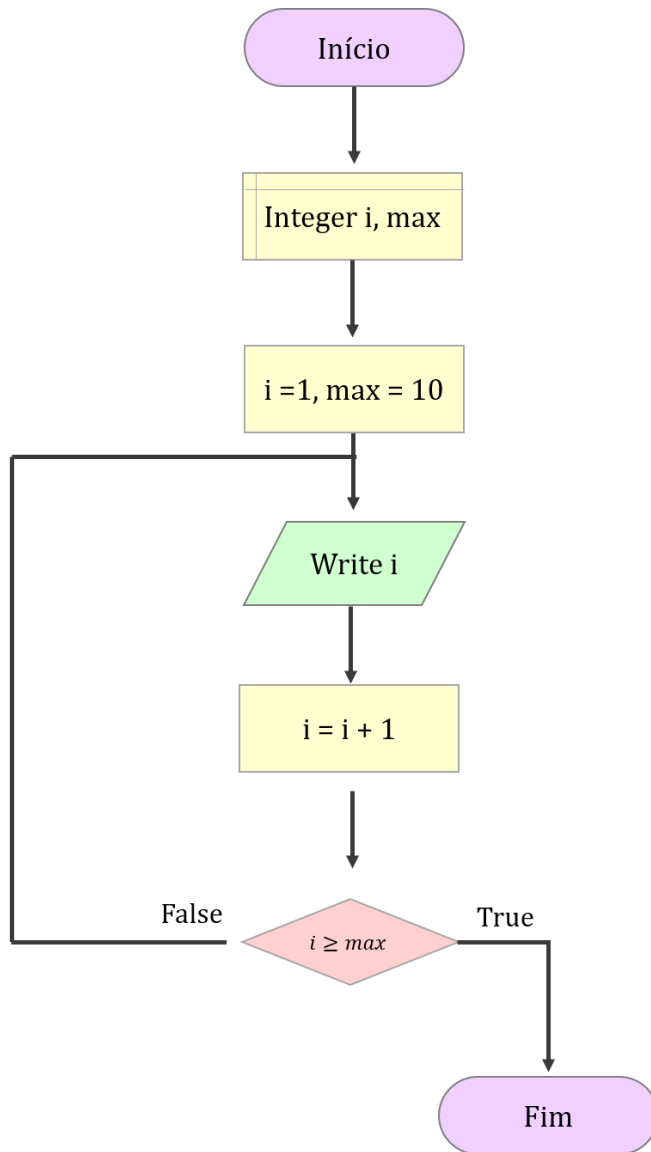 Início
Integer i, max
i =1, max = 10
Write i
i = i + 1
False
i ≥ max
True
Fim